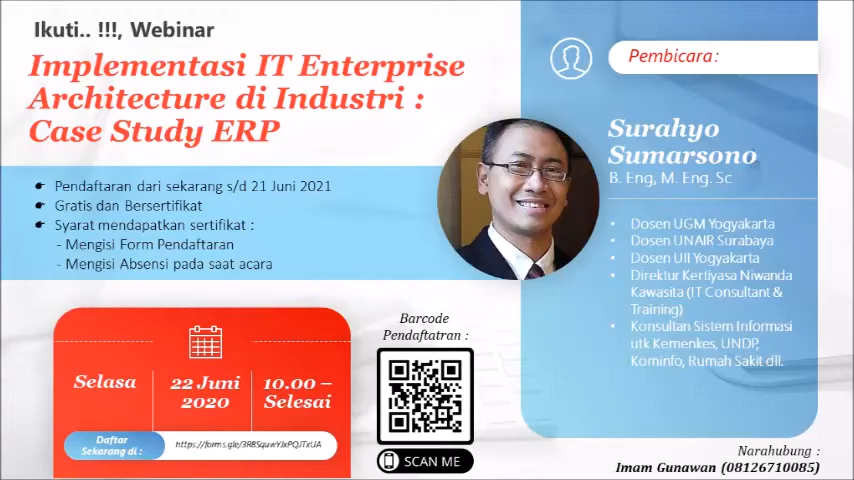 Ikuti.. !!!, Webinar
Implementasi IT Enterprise
Architecture di Industri :
Case Study ERP
Pendaftaran dari sekarang s/d 21 Juni 2021
Gratis dan Bersertifikat
Syarat mendapatkan sertifikat :
- Mengisi Form Pendaftaran
- Mengisi Absensi pada saat acara
Selasa
22 Juni
2020
10.00 –
Selesai
Daftar
Sekarang di :
https://forms.gle/3R8SquwYJxPQJTxUA
Barcode
Pendaftatran :
SCAN ME
Pembicara:
Surahyo
Sumarsono
B. Eng, M. Eng. Sc
• Dosen UGM Yogyakarta
• Dosen UNAIR Surabaya
• Dosen UII Yogyakarta
• Direktur Kertiyasa Niwanda
Kawasita (IT Consultant &
Training)
• Konsultan Sistem Informasi
utk Kemenkes, UNDP,
Kominfo, Rumah Sakit dll.
Narahubung :
Imam Gunawan (08126710085)